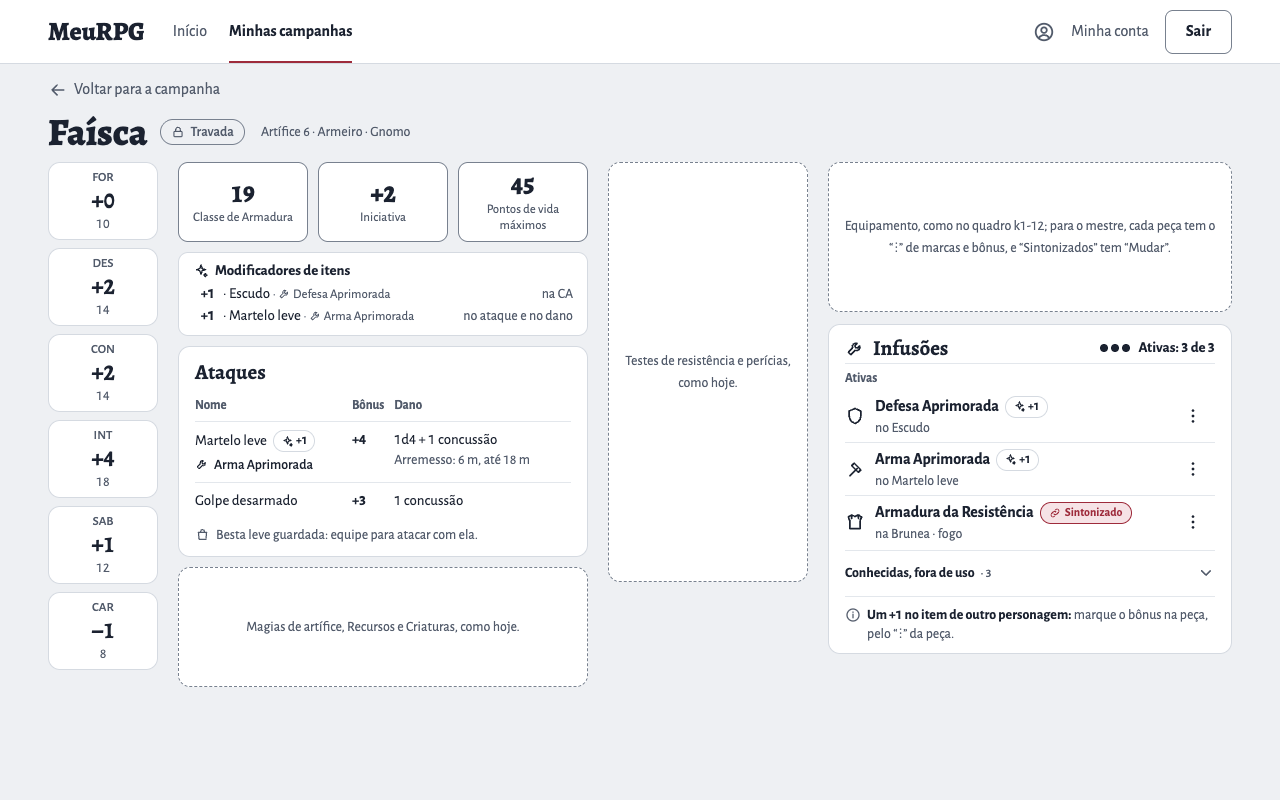 MeuRPG
Início
Minhas campanhas
Minha conta
Sair
Voltar para a campanha
Faísca
Travada
Artífice 6 · Armeiro · Gnomo
FOR
+0
10
DES
+2
14
CON
+2
14
INT
+4
18
SAB
+1
12
CAR
−1
8
19
Classe de Armadura
+2
Iniciativa
45
Pontos de vida
máximos
Modificadores de itens
+1 · Escudo · Defesa Aprimorada na CA
+1 · Martelo leve · Arma Aprimorada no ataque e no dano
Ataques
Nome Bônus Dano
Martelo leve +1 +4 1d4 + 1 concussão
Arma Aprimorada Arremesso: 6 m, até 18 m
Golpe desarmado +3 1 concussão
Besta leve guardada: equipe para atacar com ela.
Magias de artífice, Recursos e Criaturas, como hoje.
Testes de resistência e perícias,
como hoje.
Equipamento, como no quadro k1-12; para o mestre, cada peça tem o
“⋮” de marcas e bônus, e “Sintonizados” tem “Mudar”.
Infusões
Ativas: 3 de 3
Ativas
Defesa Aprimorada +1
no Escudo
Arma Aprimorada +1
no Martelo leve
Armadura da Resistência Sintonizado
na Brunea · fogo
Conhecidas, fora de uso · 3
Um +1 no item de outro personagem: marque o bônus na peça,
pelo “⋮” da peça.